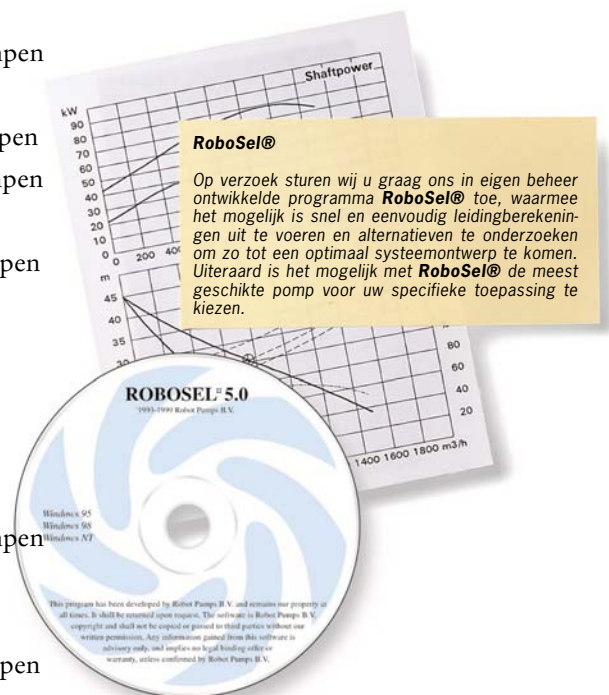 mpen
pen
mpen
pen
mpen
pen
Shaftpower
kW
90
80
70
60
50
40
30
20
10
0
0 200 400
m
45
40
35
30
80
60
40
20
1400 1600 1800 m3/h
RoboSel®
Op verzoek sturen wij u graag ons in eigen beheer
ontwikkelde programma RoboSel® toe, waarmee
het mogelijk is snel en eenvoudig leidingberekenin-
gen uit te voeren en alternatieven te onderzoeken
om zo tot een optimaal systeemontwerp te komen.
Uiteraard is het mogelijk met RoboSel® de meest
geschikte pomp voor uw specifieke toepassing te
kiezen.
ROBOSEL 5.0
1993-1999 Robot Pumps B.V.
Windows 95
Windows 98
Windows NT
This program has been developed by Robot Pumps B.V. and remains our property at
all times. It shall be returned upon request. The software is Robot Pumps B.V.
copyright and shall not be copied or passed to third parties without our
written permission. Any information gained from this software is
advisory only, and implies no legal binding offer or
warranty, unless confirmed by Robot Pumps B.V.